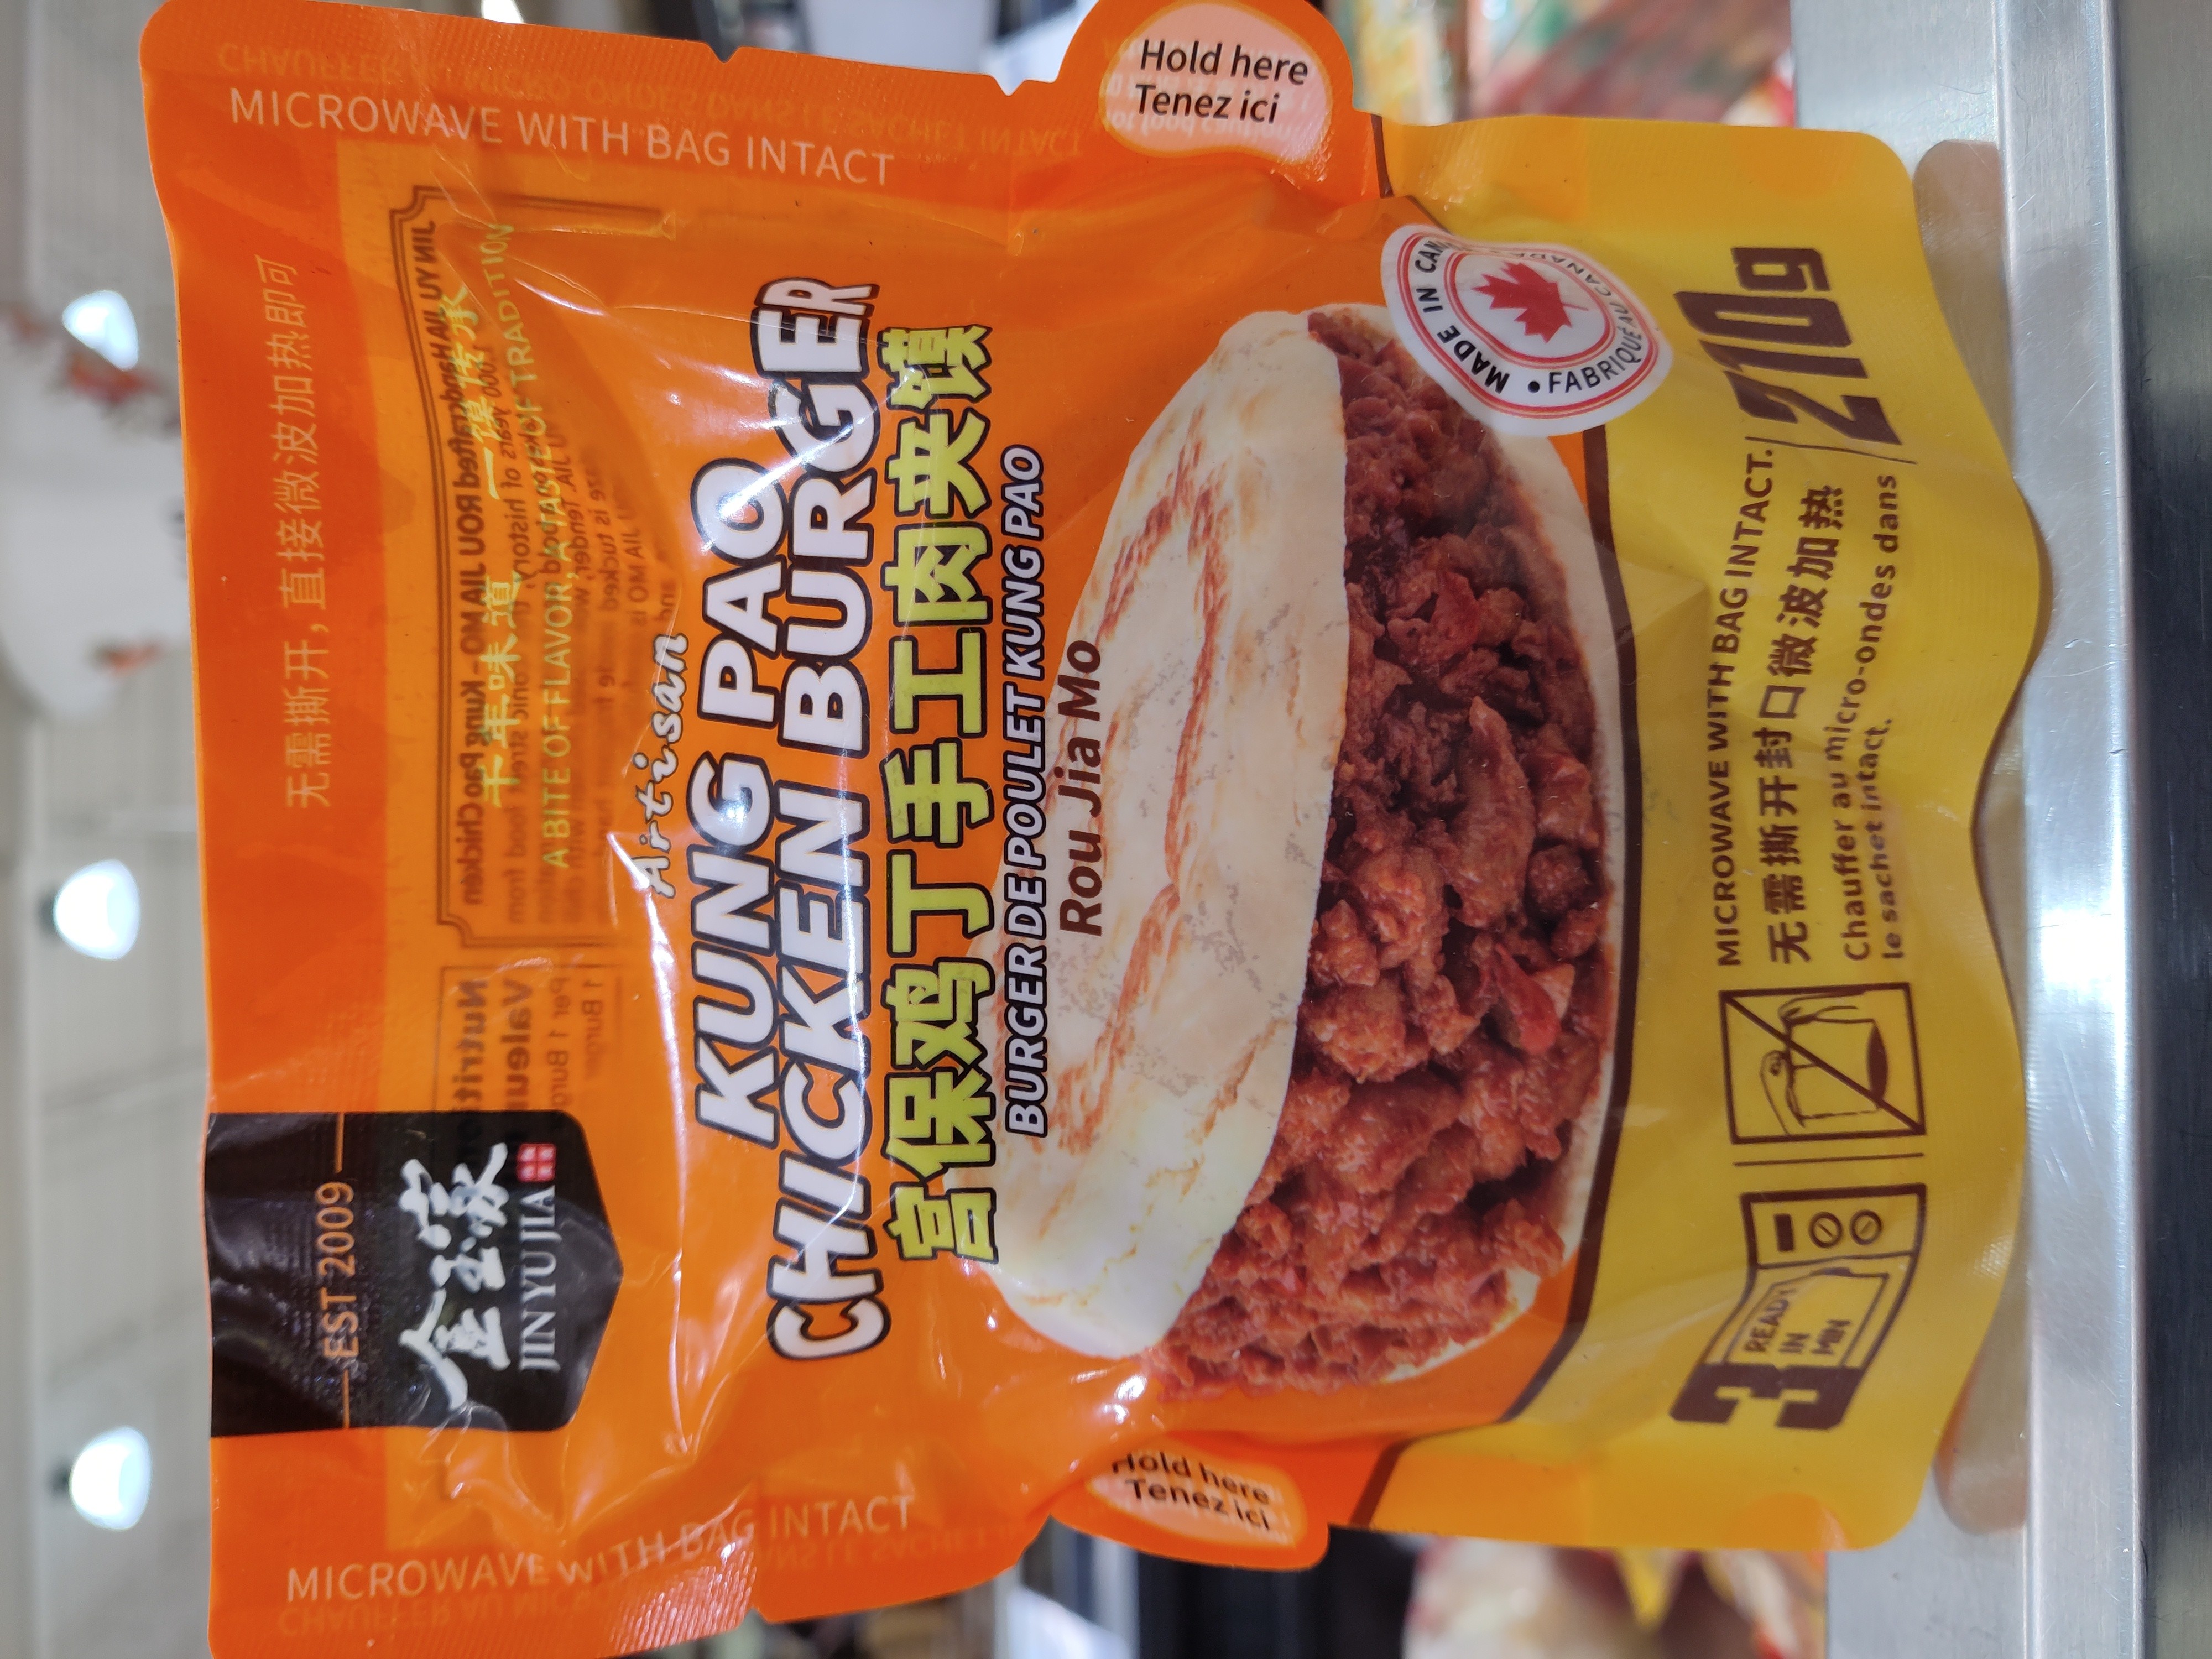 无需撕开，直接微波加热即可
EST 2009
金玉家
JIN YU JIA
MICROWAVE WITH BAG INTACT
MICROWAVE WITH BAG INTACT
千年味道 一馍传承
A BITE OF FLAVOR, A TASTE OF TRADITION
Artisan
KUNG PAO
CHICKEN BURGER
宫保鸡丁手工肉夹馍
BURGER DE POULET KUNG PAO
Rou Jia Mo
Hold here
Tenez ici
Hold here
Tenez ici
MADE IN
• FABRIQUÉ AU CANADA
3 READY
IN
MIN
MICROWAVE WITH BAG INTACT.
无需撕开封口微波加热
Chauffer au micro-ondes dans
le sachet intact.
210g